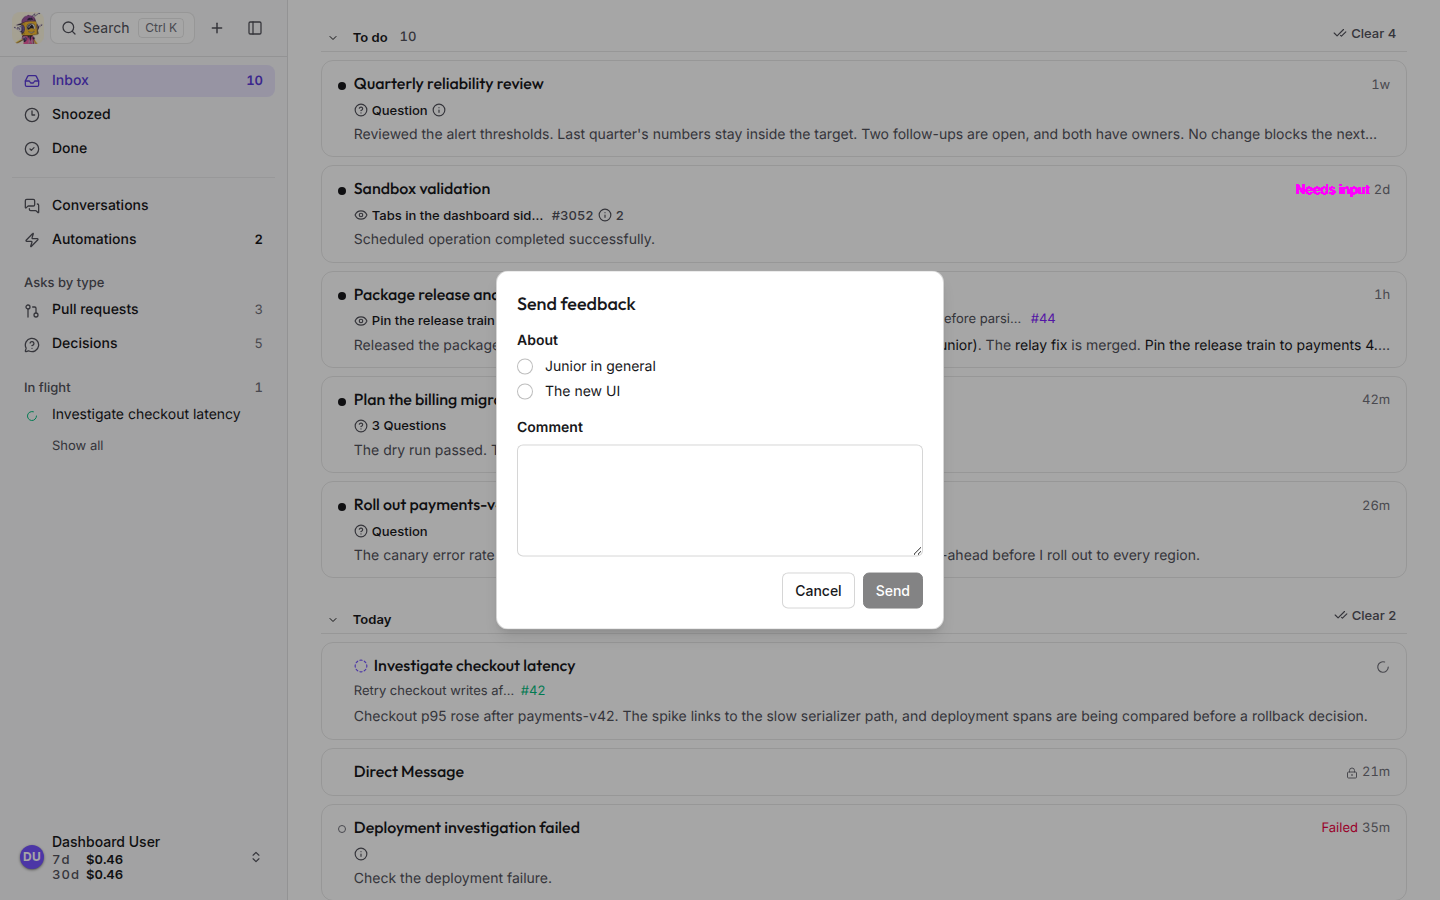 Search Ctrl K
Inbox 10
Snoozed
Done
Conversations
Automations 2
Asks by type
Pull requests 3
Decisions 5
In flight 1
Investigate checkout latency
Show all
DU Dashboard User
7d $0.46
30d $0.46
To do 10 Clear 4
Quarterly reliability review 1w
Question
Reviewed the alert thresholds. Last quarter's numbers stay inside the target. Two follow-ups are open, and both have owners. No change blocks the next...
Sandbox validation Needs input 2d
Tabs in the dashboard sid... #3052 2
Scheduled operation completed successfully.
Package release and 1h
Pin the release train efore parsi... #44
Released the package unior). The relay fix is merged. Pin the release train to payments 4....
Plan the billing migr 42m
3 Questions
The dry run passed. T
Roll out payments-v 26m
Question
The canary error rate -ahead before I roll out to every region.
Send feedback
About
Junior in general
The new UI
Comment
Cancel Send
Today Clear 2
Investigate checkout latency
Retry checkout writes af... #42
Checkout p95 rose after payments-v42. The spike links to the slow serializer path, and deployment spans are being compared before a rollback decision.
Direct Message 21m
Deployment investigation failed Failed 35m
Check the deployment failure.